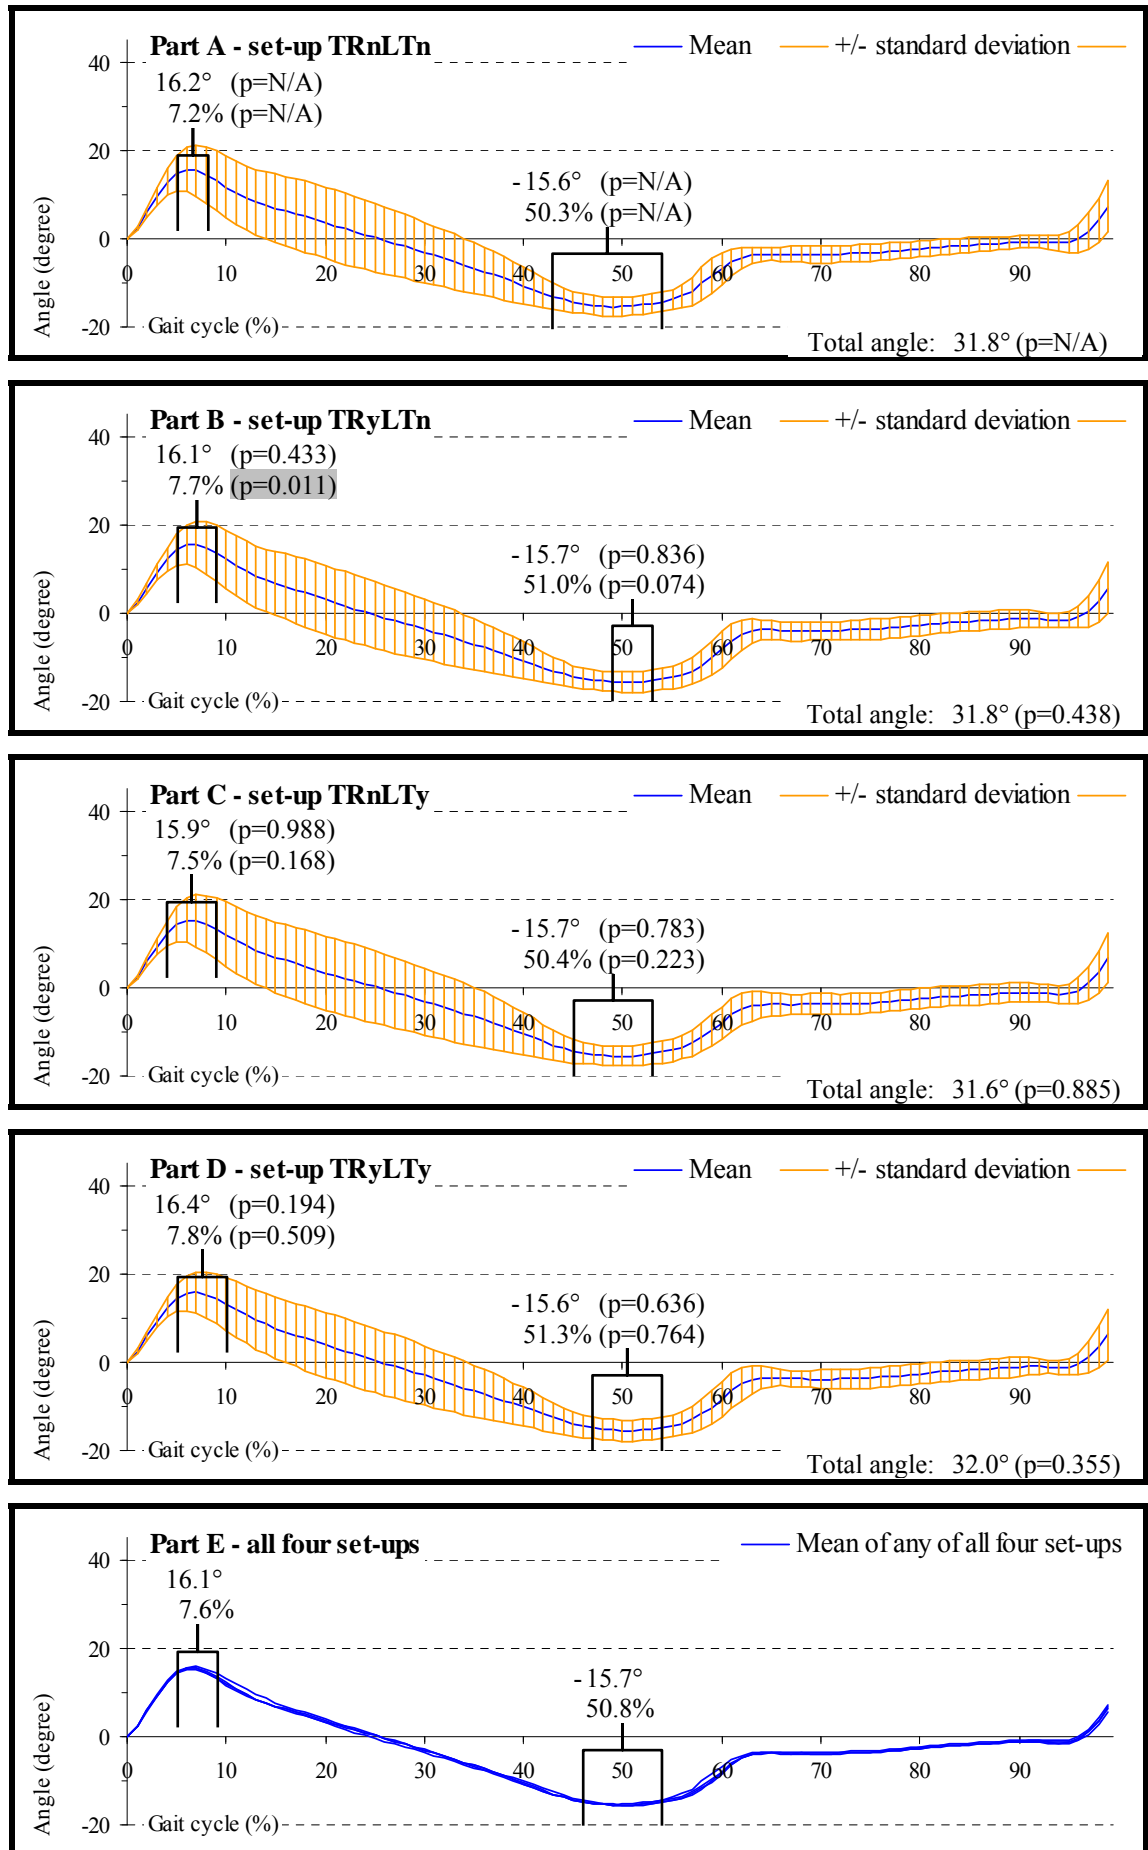 Part A - set-up TRnLTn
Mean
+/- standard deviation
40
16.2° (p=N/A)
7.2% (p=N/A)
20
-15.6° (p=N/A)
50.3% (p=N/A)
Angle (degree)
0
0 10 20 30 40 50 60 70 80 90
-20
Gait cycle (%)
Total angle: 31.8° (p=N/A)
Part B - set-up TRyLTn
Mean
+/- standard deviation
40
16.1° (p=0.433)
7.7% (p=0.011)
20
-15.7° (p=0.836)
51.0% (p=0.074)
Angle (degree)
0
0 10 20 30 40 50 60 70 80 90
-20
Gait cycle (%)
Total angle: 31.8° (p=0.438)
Part C - set-up TRnLTy
Mean
+/- standard deviation
40
15.9° (p=0.988)
7.5% (p=0.168)
20
-15.7° (p=0.783)
50.4% (p=0.223)
Angle (degree)
0
0 10 20 30 40 50 60 70 80 90
-20
Gait cycle (%)
Total angle: 31.6° (p=0.885)
Part D - set-up TRyLTy
Mean
+/- standard deviation
40
16.4° (p=0.194)
7.8% (p=0.509)
20
-15.6° (p=0.636)
51.3% (p=0.764)
Angle (degree)
0
0 10 20 30 40 50 60 70 80 90
-20
Gait cycle (%)
Total angle: 32.0° (p=0.355)
Part E - all four set-ups
Mean of any of all four set-ups
40
16.1°
7.6%
20
-15.7°
50.8%
Angle (degree)
0
0 10 20 30 40 50 60 70 80 90
-20
Gait cycle (%)